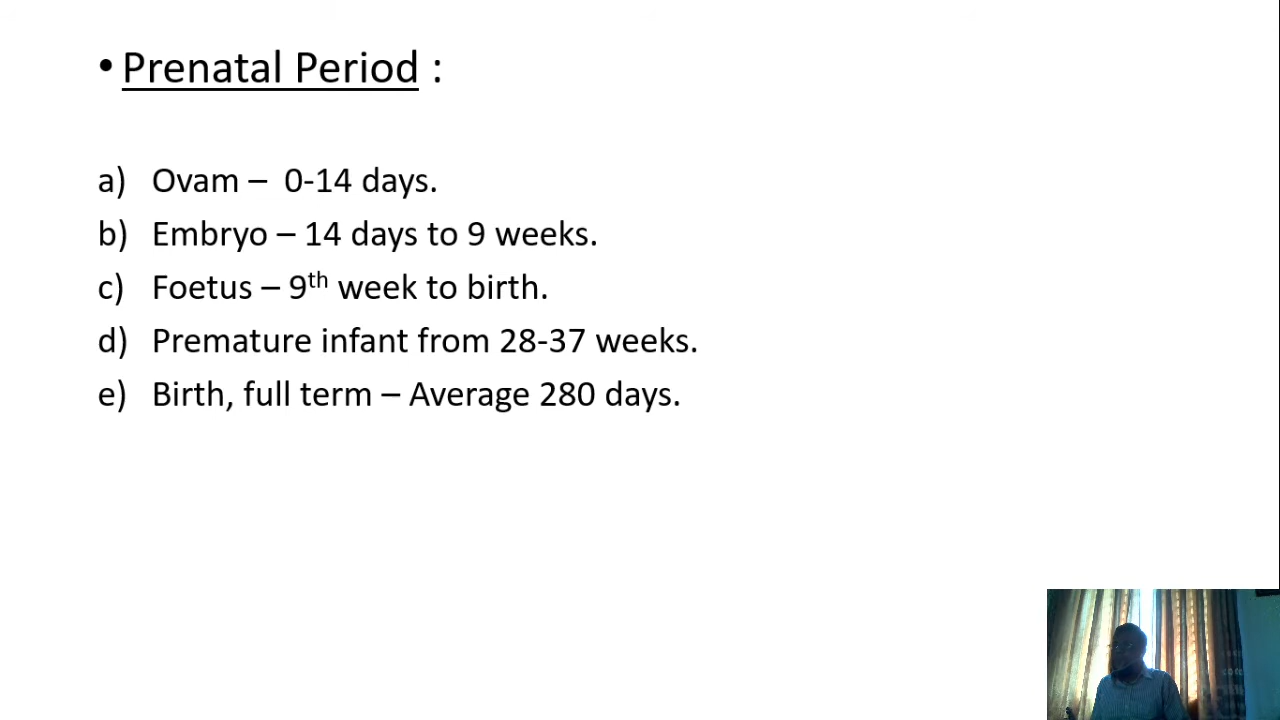 • Prenatal Period :
a) Ovam – 0-14 days.
b) Embryo – 14 days to 9 weeks.
c) Foetus – 9th week to birth.
d) Premature infant from 28-37 weeks.
e) Birth, full term – Average 280 days.